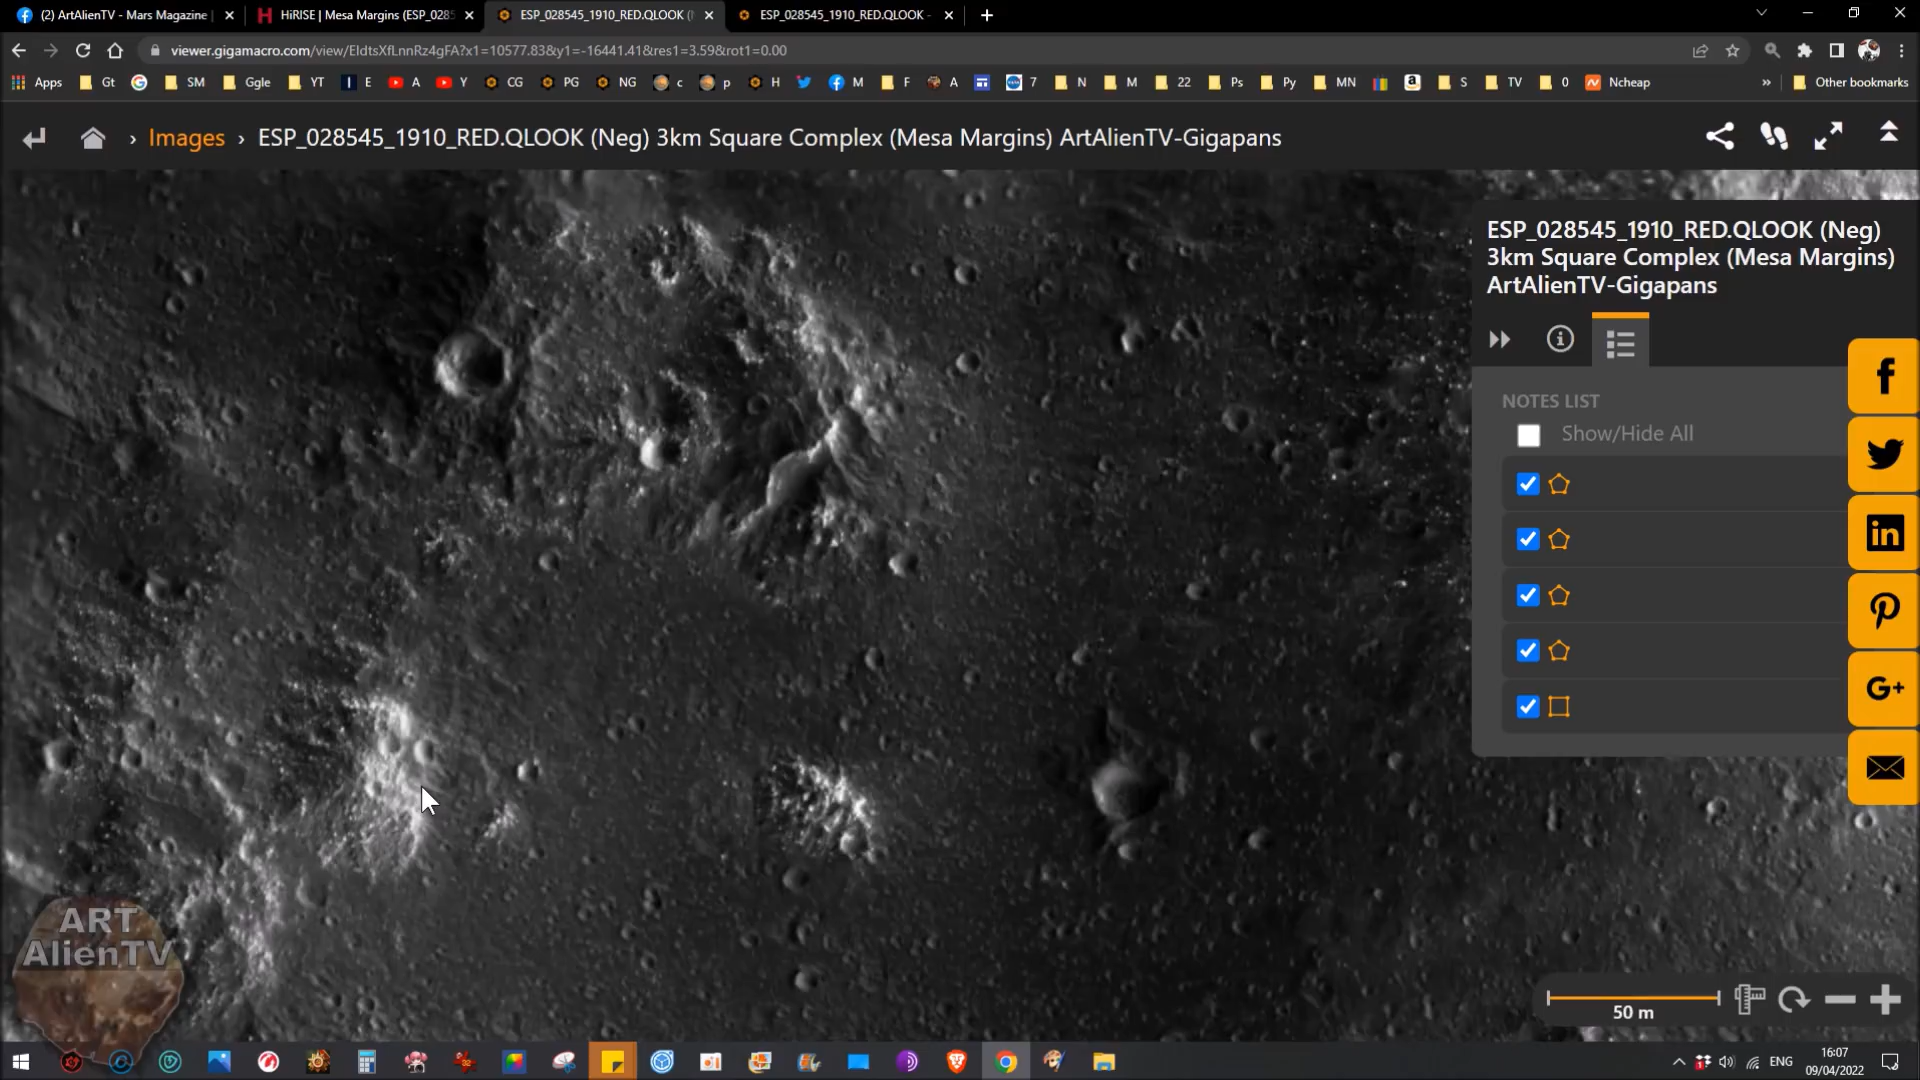 (2) ArtAlienTV - Mars Magazine
HiRISE | Mesa Margins (ESP_0285
ESP_028545_1910_RED.QLOOK (
ESP_028545_1910_RED.QLOOK -
viewer.gigamacro.com/view/EldtsXfLnnRz4gFA?x1=10577.83&y1=-16441.41&res1=3.59&rot1=0.00
Apps Gt SM Ggle YT E A Y CG PG NG c p H M F A 7 N M 22 Ps Py MN S TV 0 Ncheap » Other bookmarks
› Images › ESP_028545_1910_RED.QLOOK (Neg) 3km Square Complex (Mesa Margins) ArtAlienTV-Gigapans
ESP_028545_1910_RED.QLOOK (Neg)
3km Square Complex (Mesa Margins)
ArtAlienTV-Gigapans
NOTES LIST
Show/Hide All
f
in
G+
ART
AlienTV
50 m
ENG
16:07
09/04/2022